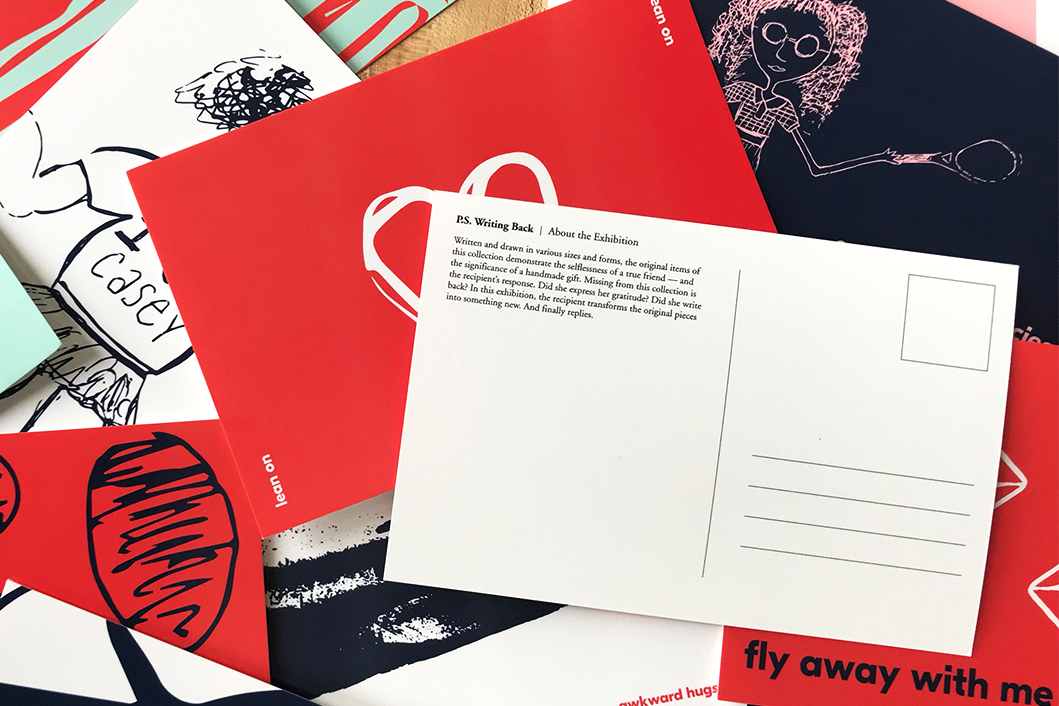 lean on
casey
P.S. Writing Back | About the Exhibition
Written and drawn in various sizes and forms, the original items of
this collection demonstrate the selflessness of a true friend — and
the significance of a handmade gift. Missing from this collection is
the recipient's response. Did she express her gratitude? Did she write
back? In this exhibition, the recipient transforms the original pieces
into something new. And finally replies.
lean on
fly away with me
awkward hugs